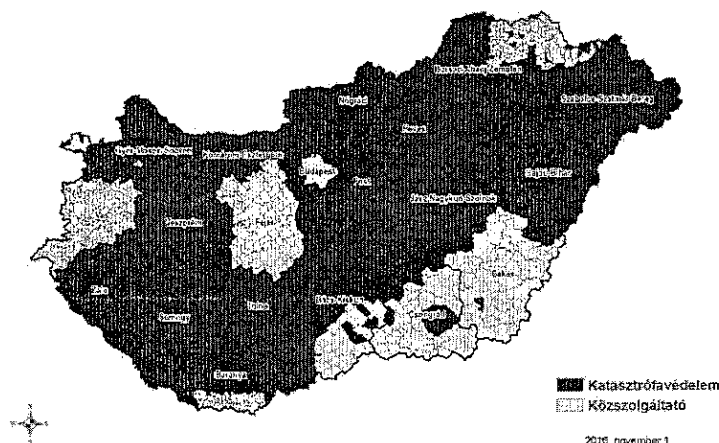 Borsod-Abaúj-Zemplén
Szabolcs-Szatmár-Bereg
Nógrád
Heves
Győr-Moson-Sopron
Komárom-Esztergom
Budapest
Pest
Hajdú-Bihar
Jász-Nagykun-Szolnok
Veszprém
Fejér
Békés
Zala
Tolna
Bács-Kiskun
Somogy
Csongrád
Baranya
Katasztrófavédelem
Közszolgáltató
2016. november 1.